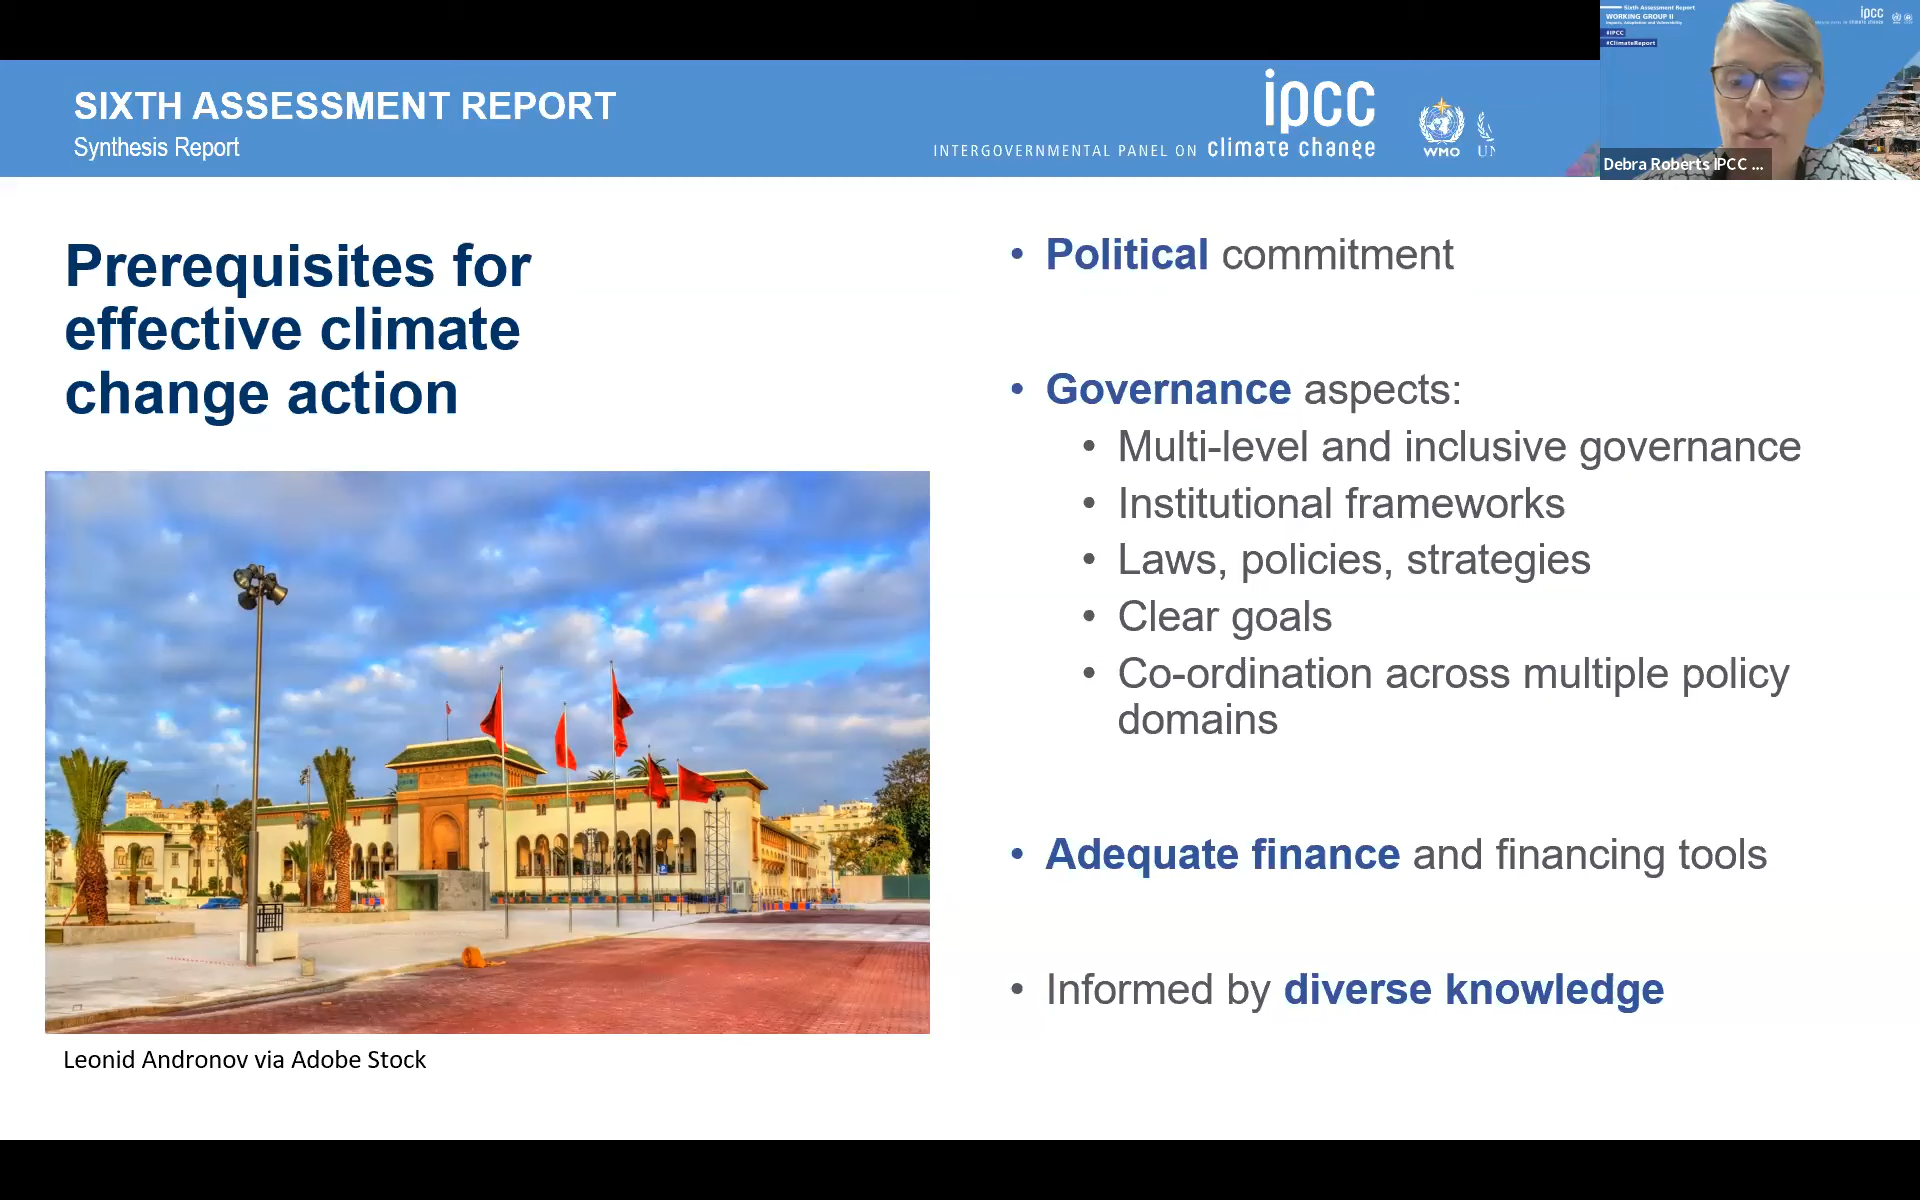 SIXTH ASSESSMENT REPORT
Synthesis Report
ipcc
INTERGOVERNMENTAL PANEL ON climate change
WMO
UN
Sixth Assessment Report
WORKING GROUP II
Impacts, Adaptation and Vulnerability
#IPCC
#ClimateReport
ipcc
Debra Roberts IPCC ...
Prerequisites for
effective climate
change action
• Political commitment
• Governance aspects:
• Multi-level and inclusive governance
• Institutional frameworks
• Laws, policies, strategies
• Clear goals
• Co-ordination across multiple policy
domains
• Adequate finance and financing tools
• Informed by diverse knowledge
Leonid Andronov via Adobe Stock